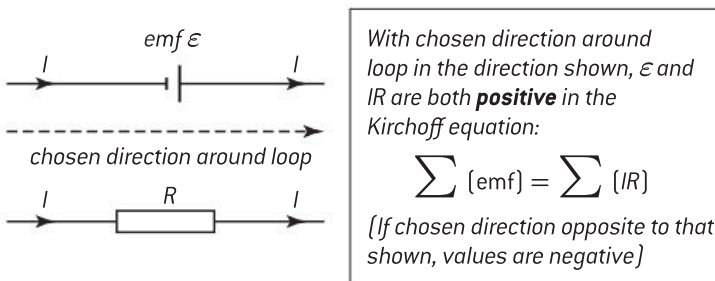 emf ε
I I
chosen direction around loop
I R I
With chosen direction around
loop in the direction shown, ε and
IR are both positive in the
Kirchoff equation:
∑ (emf) = ∑ (IR)
(If chosen direction opposite to that
shown, values are negative)